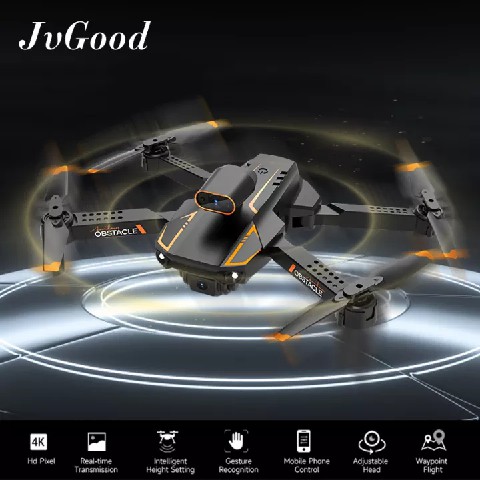 JvGood
OBSTACLE
OBSTACLE
4K
Hd Pixel
Real-time
Transmission
Intelligent
Height Setting
Gesture
Recognition
Mobile Phone
Control
Adjustable
Head
Waypoint
Flight